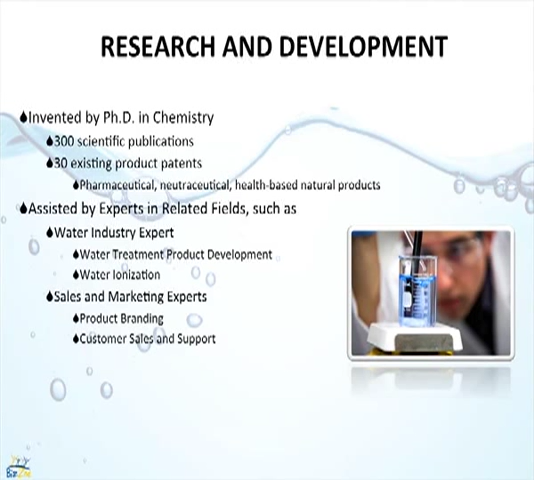 RESEARCH AND DEVELOPMENT
Invented by Ph.D. in Chemistry
300 scientific publications
30 existing product patents
Pharmaceutical, neutraceutical, health-based natural products
Assisted by Experts in Related Fields, such as
Water Industry Expert
Water Treatment Product Development
Water Ionization
Sales and Marketing Experts
Product Branding
Customer Sales and Support